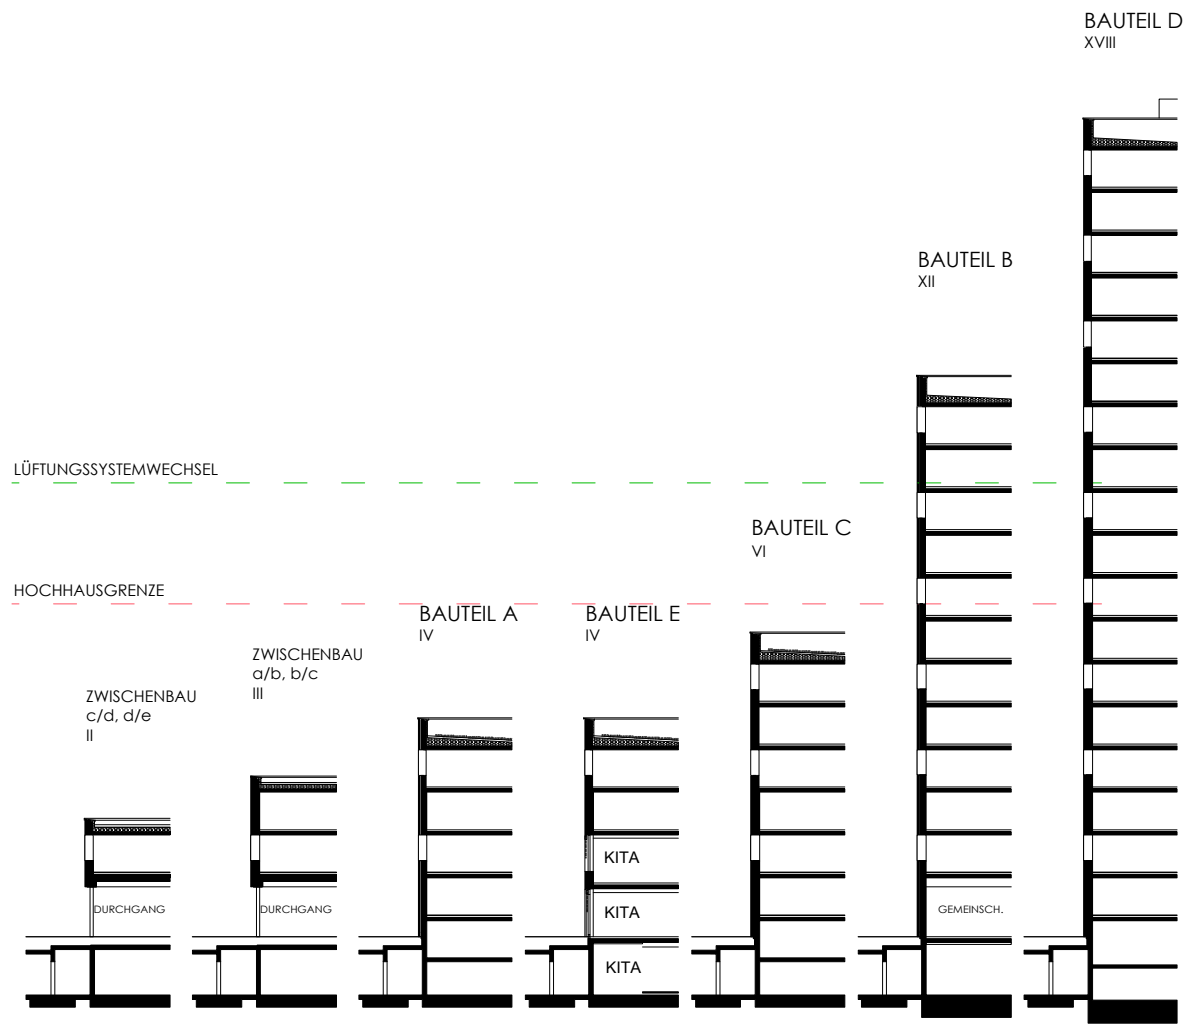 BAUTEIL D
XVIII
BAUTEIL B
XII
LÜFTUNGSSYSTEMWECHSEL
BAUTEIL C
VI
HOCHHAUSGRENZE
BAUTEIL A
IV
BAUTEIL E
IV
ZWISCHENBAU
a/b, b/c
III
ZWISCHENBAU
c/d, d/e
II
KITA
DURCHGANG
DURCHGANG
KITA
GEMEINSCH.
KITA